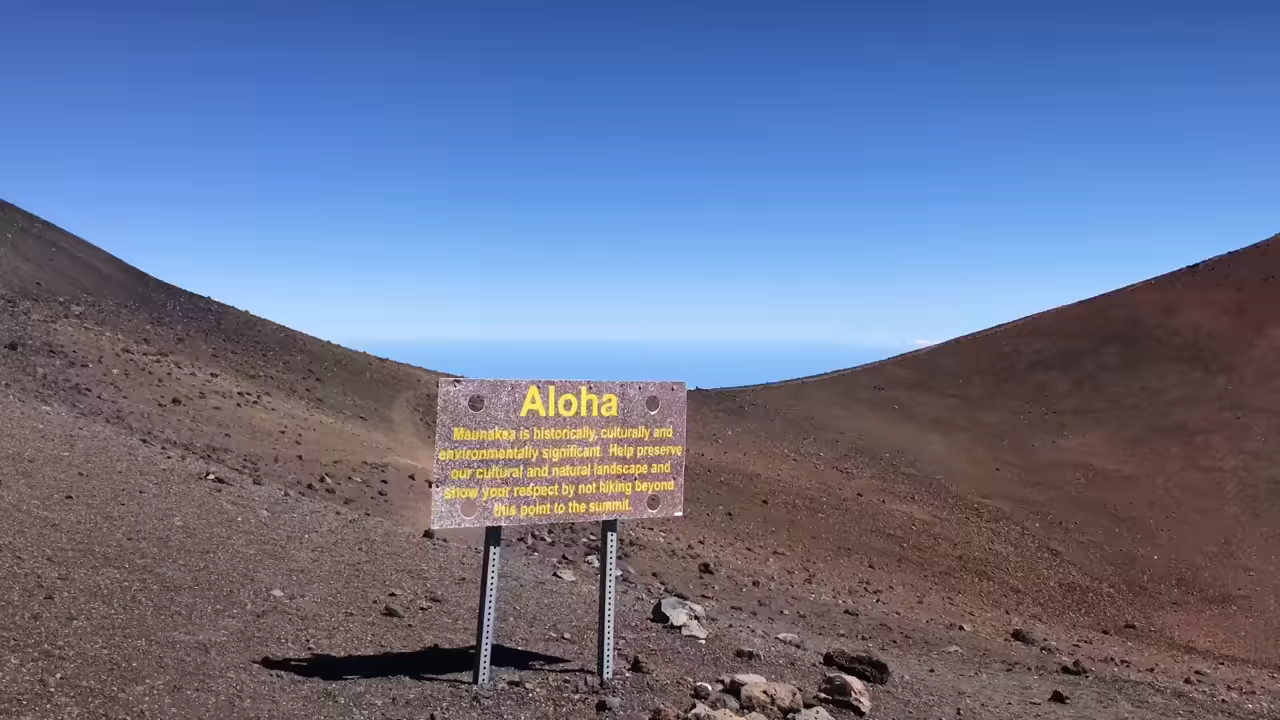 Aloha
Maunakea is historically, culturally and
environmentally significant. Help preserve
our cultural and natural landscape and
show your respect by not hiking beyond
this point to the summit.